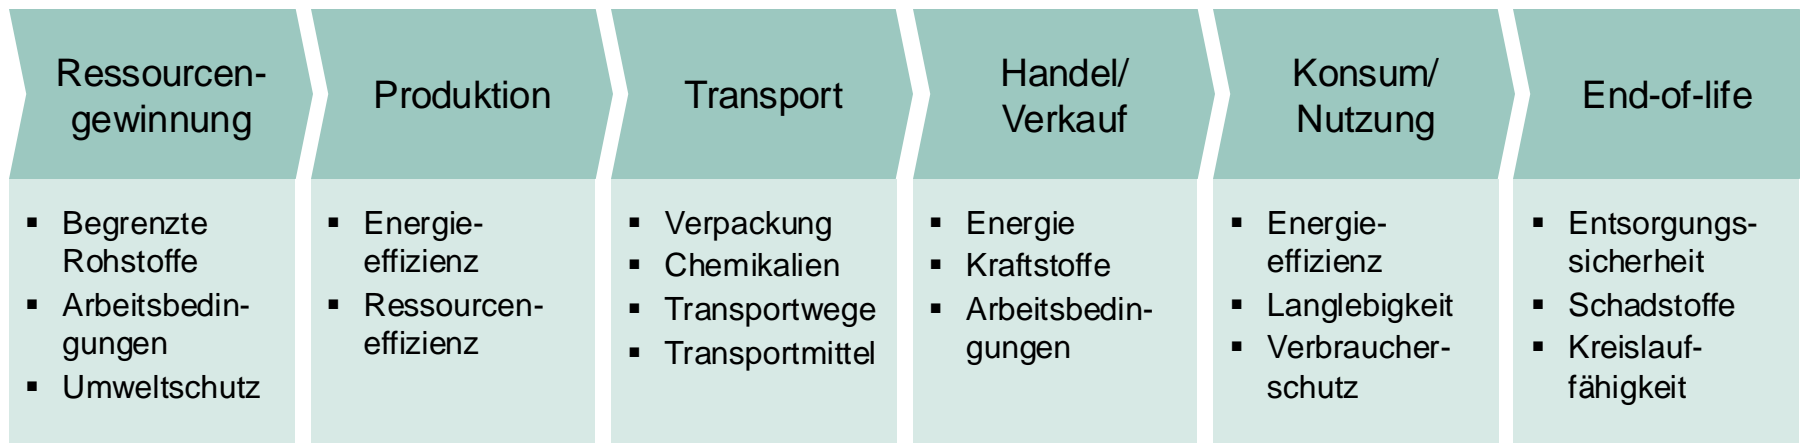 Ressourcen-
gewinnung
Produktion
Transport
Handel/
Verkauf
Konsum/
Nutzung
End-of-life
▪ Begrenzte
Rohstoffe
▪ Arbeitsbedin-
gungen
▪ Umweltschutz
▪ Energie-
effizienz
▪ Ressourcen-
effizienz
▪ Verpackung
▪ Chemikalien
▪ Transportwege
▪ Transportmittel
▪ Energie
▪ Kraftstoffe
▪ Arbeitsbedin-
gungen
▪ Energie-
effizienz
▪ Langlebigkeit
▪ Verbraucher-
schutz
▪ Entsorgungs-
sicherheit
▪ Schadstoffe
▪ Kreislauf-
fähigkeit